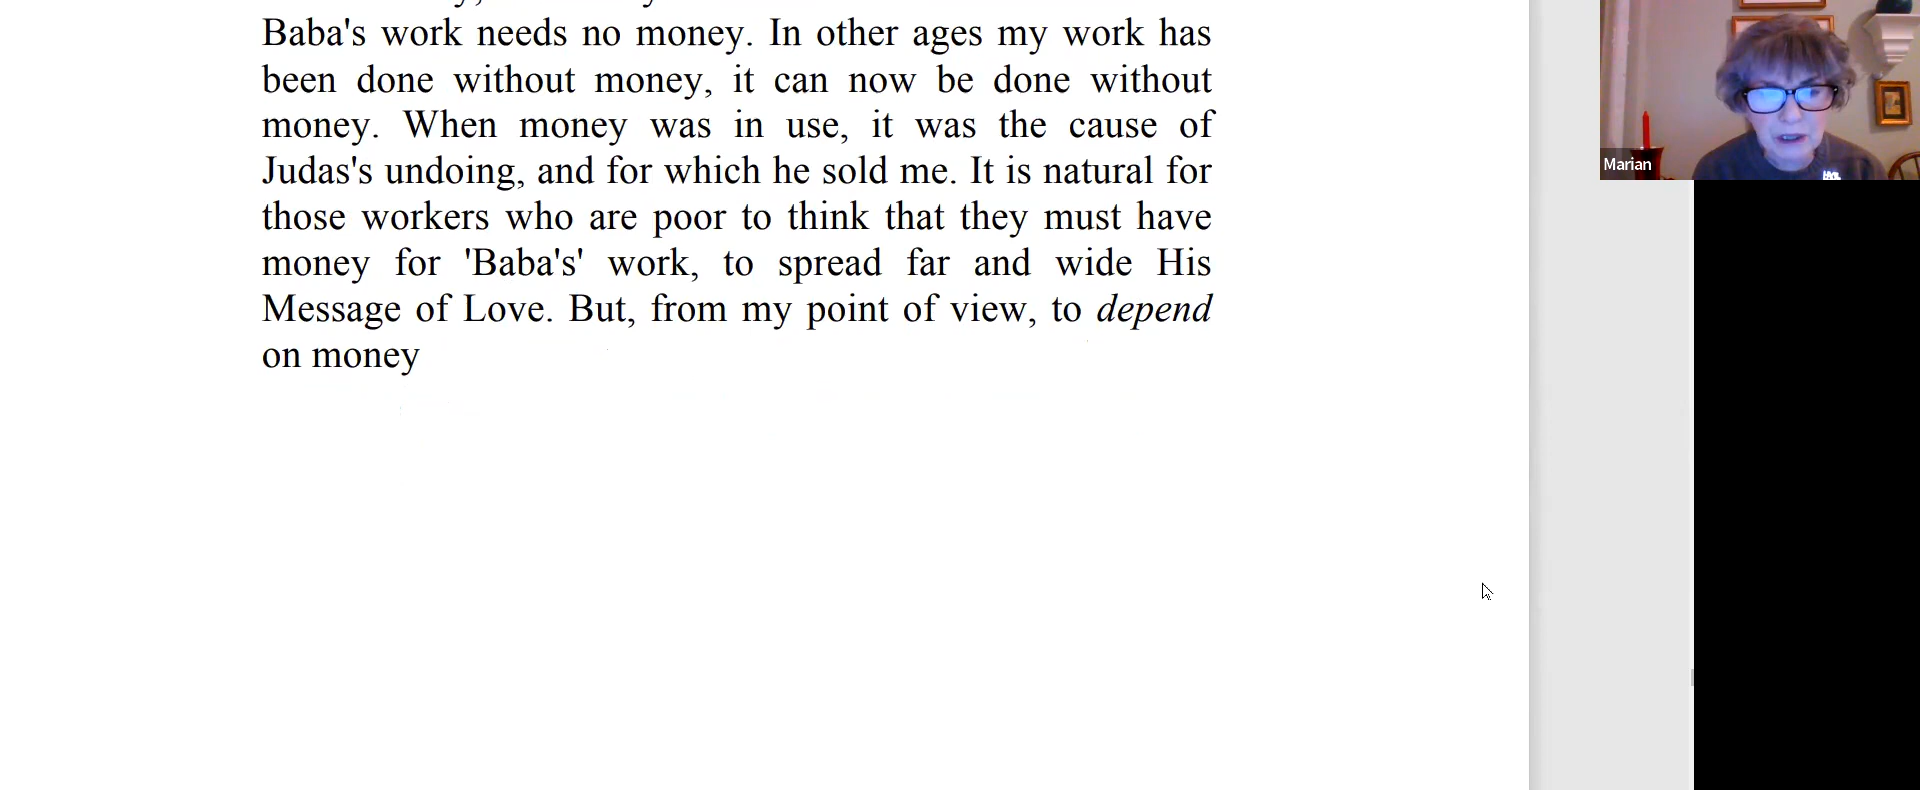 Baba's work needs no money. In other ages my work has
been done without money, it can now be done without
money. When money was in use, it was the cause of
Judas's undoing, and for which he sold me. It is natural for
those workers who are poor to think that they must have
money for 'Baba's' work, to spread far and wide His
Message of Love. But, from my point of view, to depend
on money
Marian